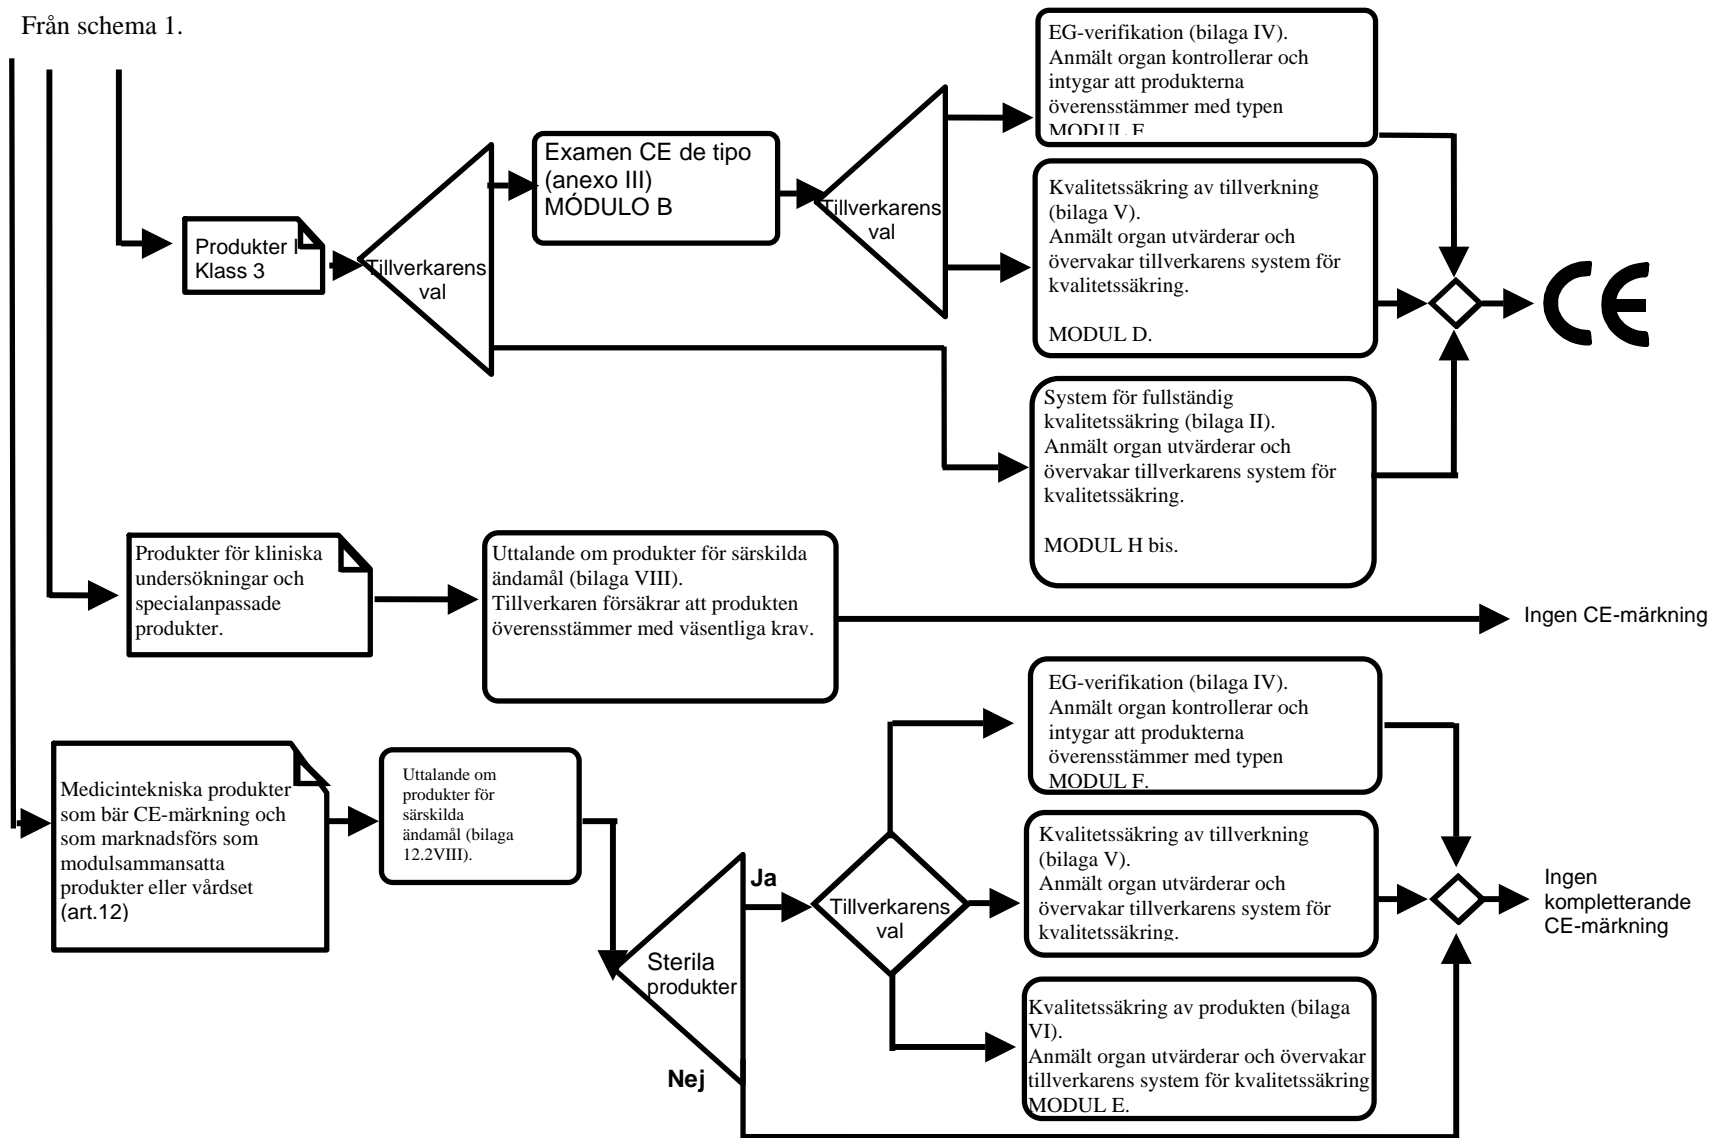 Från schema 1.
EG-verifikation (bilaga IV).
Anmält organ kontrollerar och
intygar att produkterna
överensstämmer med typen
MODUL F
Examen CE de tipo
(anexo III)
MÓDULO B
Tillverkarens
val
Kvalitetssäkring av tillverkning
(bilaga V).
Anmält organ utvärderar och
övervakar tillverkarens system för
kvalitetssäkring.
MODUL D.
Produkter I
Klass 3
Tillverkarens
val
CE
System för fullständig
kvalitetssäkring (bilaga II).
Anmält organ utvärderar och
övervakar tillverkarens system för
kvalitetssäkring.
MODUL H bis.
Produkter för kliniska
undersökningar och
specialanpassade
produkter.
Uttalande om produkter för särskilda
ändamål (bilaga VIII).
Tillverkaren försäkrar att produkten
överensstämmer med väsentliga krav.
Ingen CE-märkning
EG-verifikation (bilaga IV).
Anmält organ kontrollerar och
intygar att produkterna
överensstämmer med typen
MODUL F.
Medicintekniska produkter
som bär CE-märkning och
som marknadsförs som
modulsammansatta
produkter eller vårdset
(art.12)
Uttalande om
produkter för
särskilda
ändamål (bilaga
12.2VIII).
Sterila
produkter
Ja
Nej
Tillverkarens
val
Kvalitetssäkring av tillverkning
(bilaga V).
Anmält organ utvärderar och
övervakar tillverkarens system för
kvalitetssäkring.
Ingen
kompletterande
CE-märkning
Kvalitetssäkring av produkten (bilaga
VI).
Anmält organ utvärderar och övervakar
tillverkarens system för kvalitetssäkring
MODUL E.